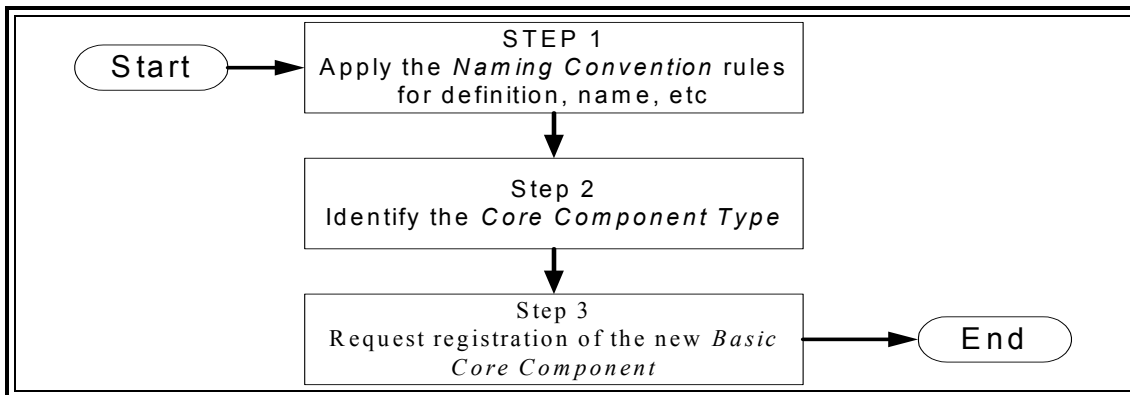 Start
STEP 1
Apply the Naming Convention rules
for definition, name, etc
Step 2
Identify the Core Component Type
Step 3
Request registration of the new Basic
Core Component
End